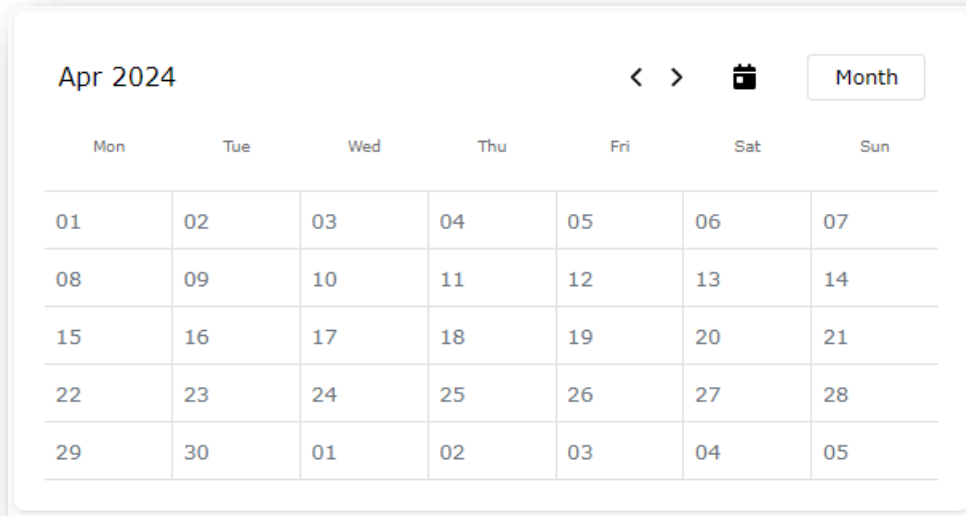 Apr 2024 Month
Mon Tue Wed Thu Fri Sat Sun
01 02 03 04 05 06 07
08 09 10 11 12 13 14
15 16 17 18 19 20 21
22 23 24 25 26 27 28
29 30 01 02 03 04 05